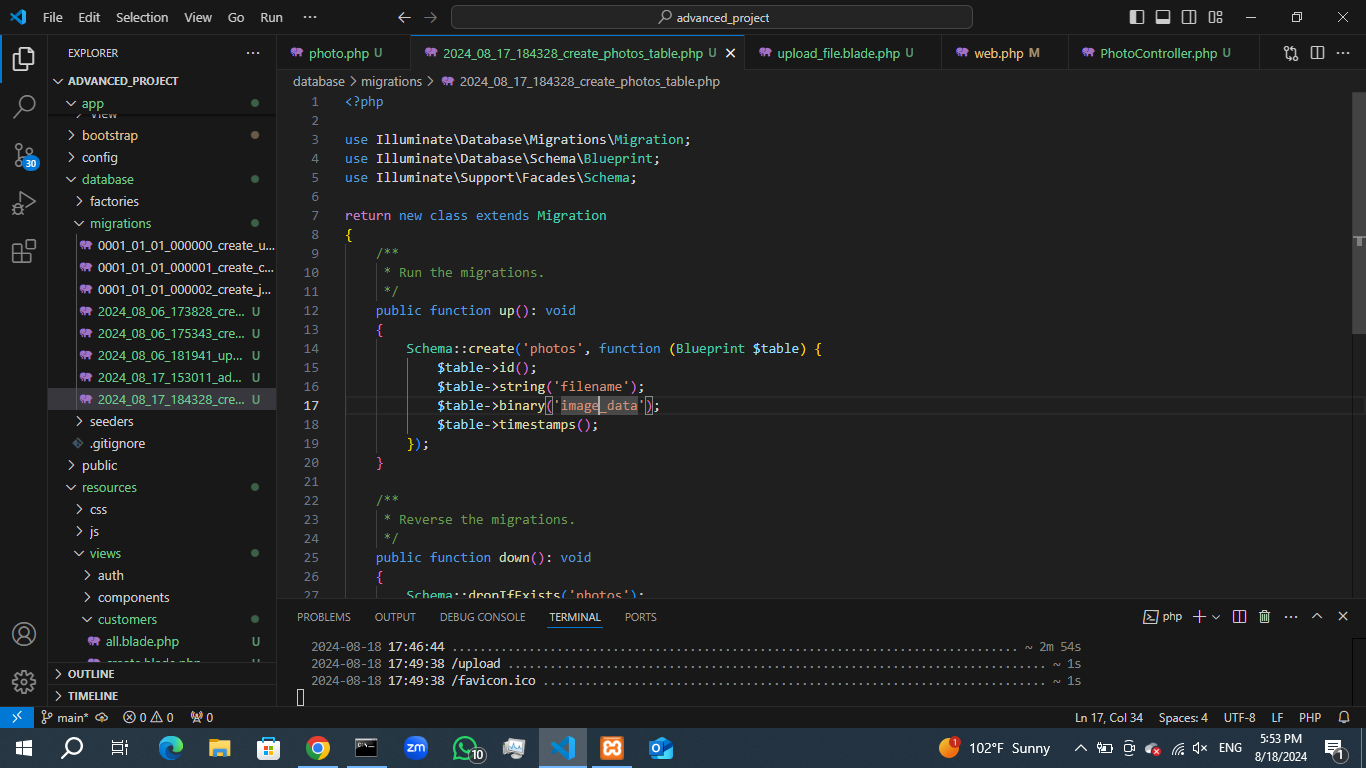 File Edit Selection View Go Run ··· advanced_project
EXPLORER ···
ADVANCED_PROJECT
app
View
bootstrap
config
database
factories
migrations
0001_01_01_000000_create_u...
0001_01_01_000001_create_c...
0001_01_01_000002_create_j...
2024_08_06_173828_cre... U
2024_08_06_175343_cre... U
2024_08_06_181941_up... U
2024_08_17_153011_ad... U
2024_08_17_184328_cre... U
seeders
.gitignore
public
resources
css
js
views
auth
components
customers
all.blade.php U
create.blade.php U
OUTLINE
TIMELINE
30
photo.php U 2024_08_17_184328_create_photos_table.php U upload_file.blade.php U web.php M PhotoController.php U ···
database > migrations > 2024_08_17_184328_create_photos_table.php
1 <?php
2
3 use Illuminate\Database\Migrations\Migration;
4 use Illuminate\Database\Schema\Blueprint;
5 use Illuminate\Support\Facades\Schema;
6
7 return new class extends Migration
8 {
9 /**
10 * Run the migrations.
11 */
12 public function up(): void
13 {
14 Schema::create('photos', function (Blueprint $table) {
15 $table->id();
16 $table->string('filename');
17 $table->binary('image_data');
18 $table->timestamps();
19 });
20 }
21
22 /**
23 * Reverse the migrations.
24 */
25 public function down(): void
26 {
27 Schema::dropIfExists('photos');
PROBLEMS OUTPUT DEBUG CONSOLE TERMINAL PORTS php ···
2024-08-18 17:46:44 ......................................................................... ~ 2m 54s
2024-08-18 17:49:38 /upload ..................................................................... ~ 1s
2024-08-18 17:49:38 /favicon.ico ................................................................. ~ 1s
main* 0 0 0 Ln 17, Col 34 Spaces: 4 UTF-8 LF PHP
zm 10 1 102°F Sunny ENG 5:53 PM
8/18/2024 1